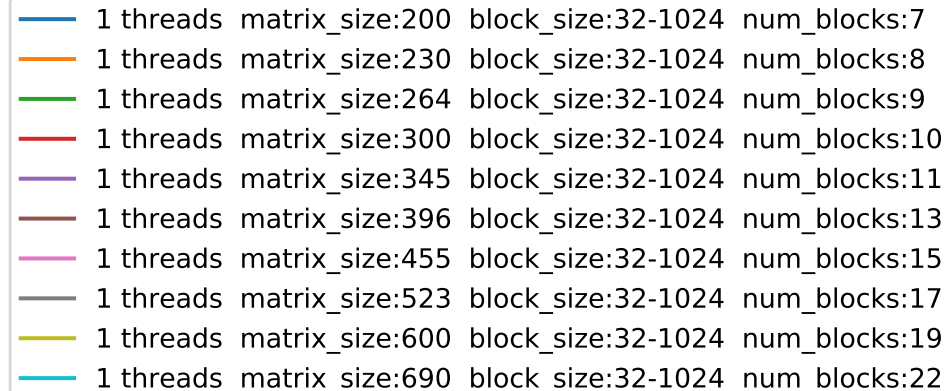 1 threads matrix_size:200 block_size:32-1024 num_blocks:7
1 threads matrix_size:230 block_size:32-1024 num_blocks:8
1 threads matrix_size:264 block_size:32-1024 num_blocks:9
1 threads matrix_size:300 block_size:32-1024 num_blocks:10
1 threads matrix_size:345 block_size:32-1024 num_blocks:11
1 threads matrix_size:396 block_size:32-1024 num_blocks:13
1 threads matrix_size:455 block_size:32-1024 num_blocks:15
1 threads matrix_size:523 block_size:32-1024 num_blocks:17
1 threads matrix_size:600 block_size:32-1024 num_blocks:19
1 threads matrix_size:690 block_size:32-1024 num_blocks:22